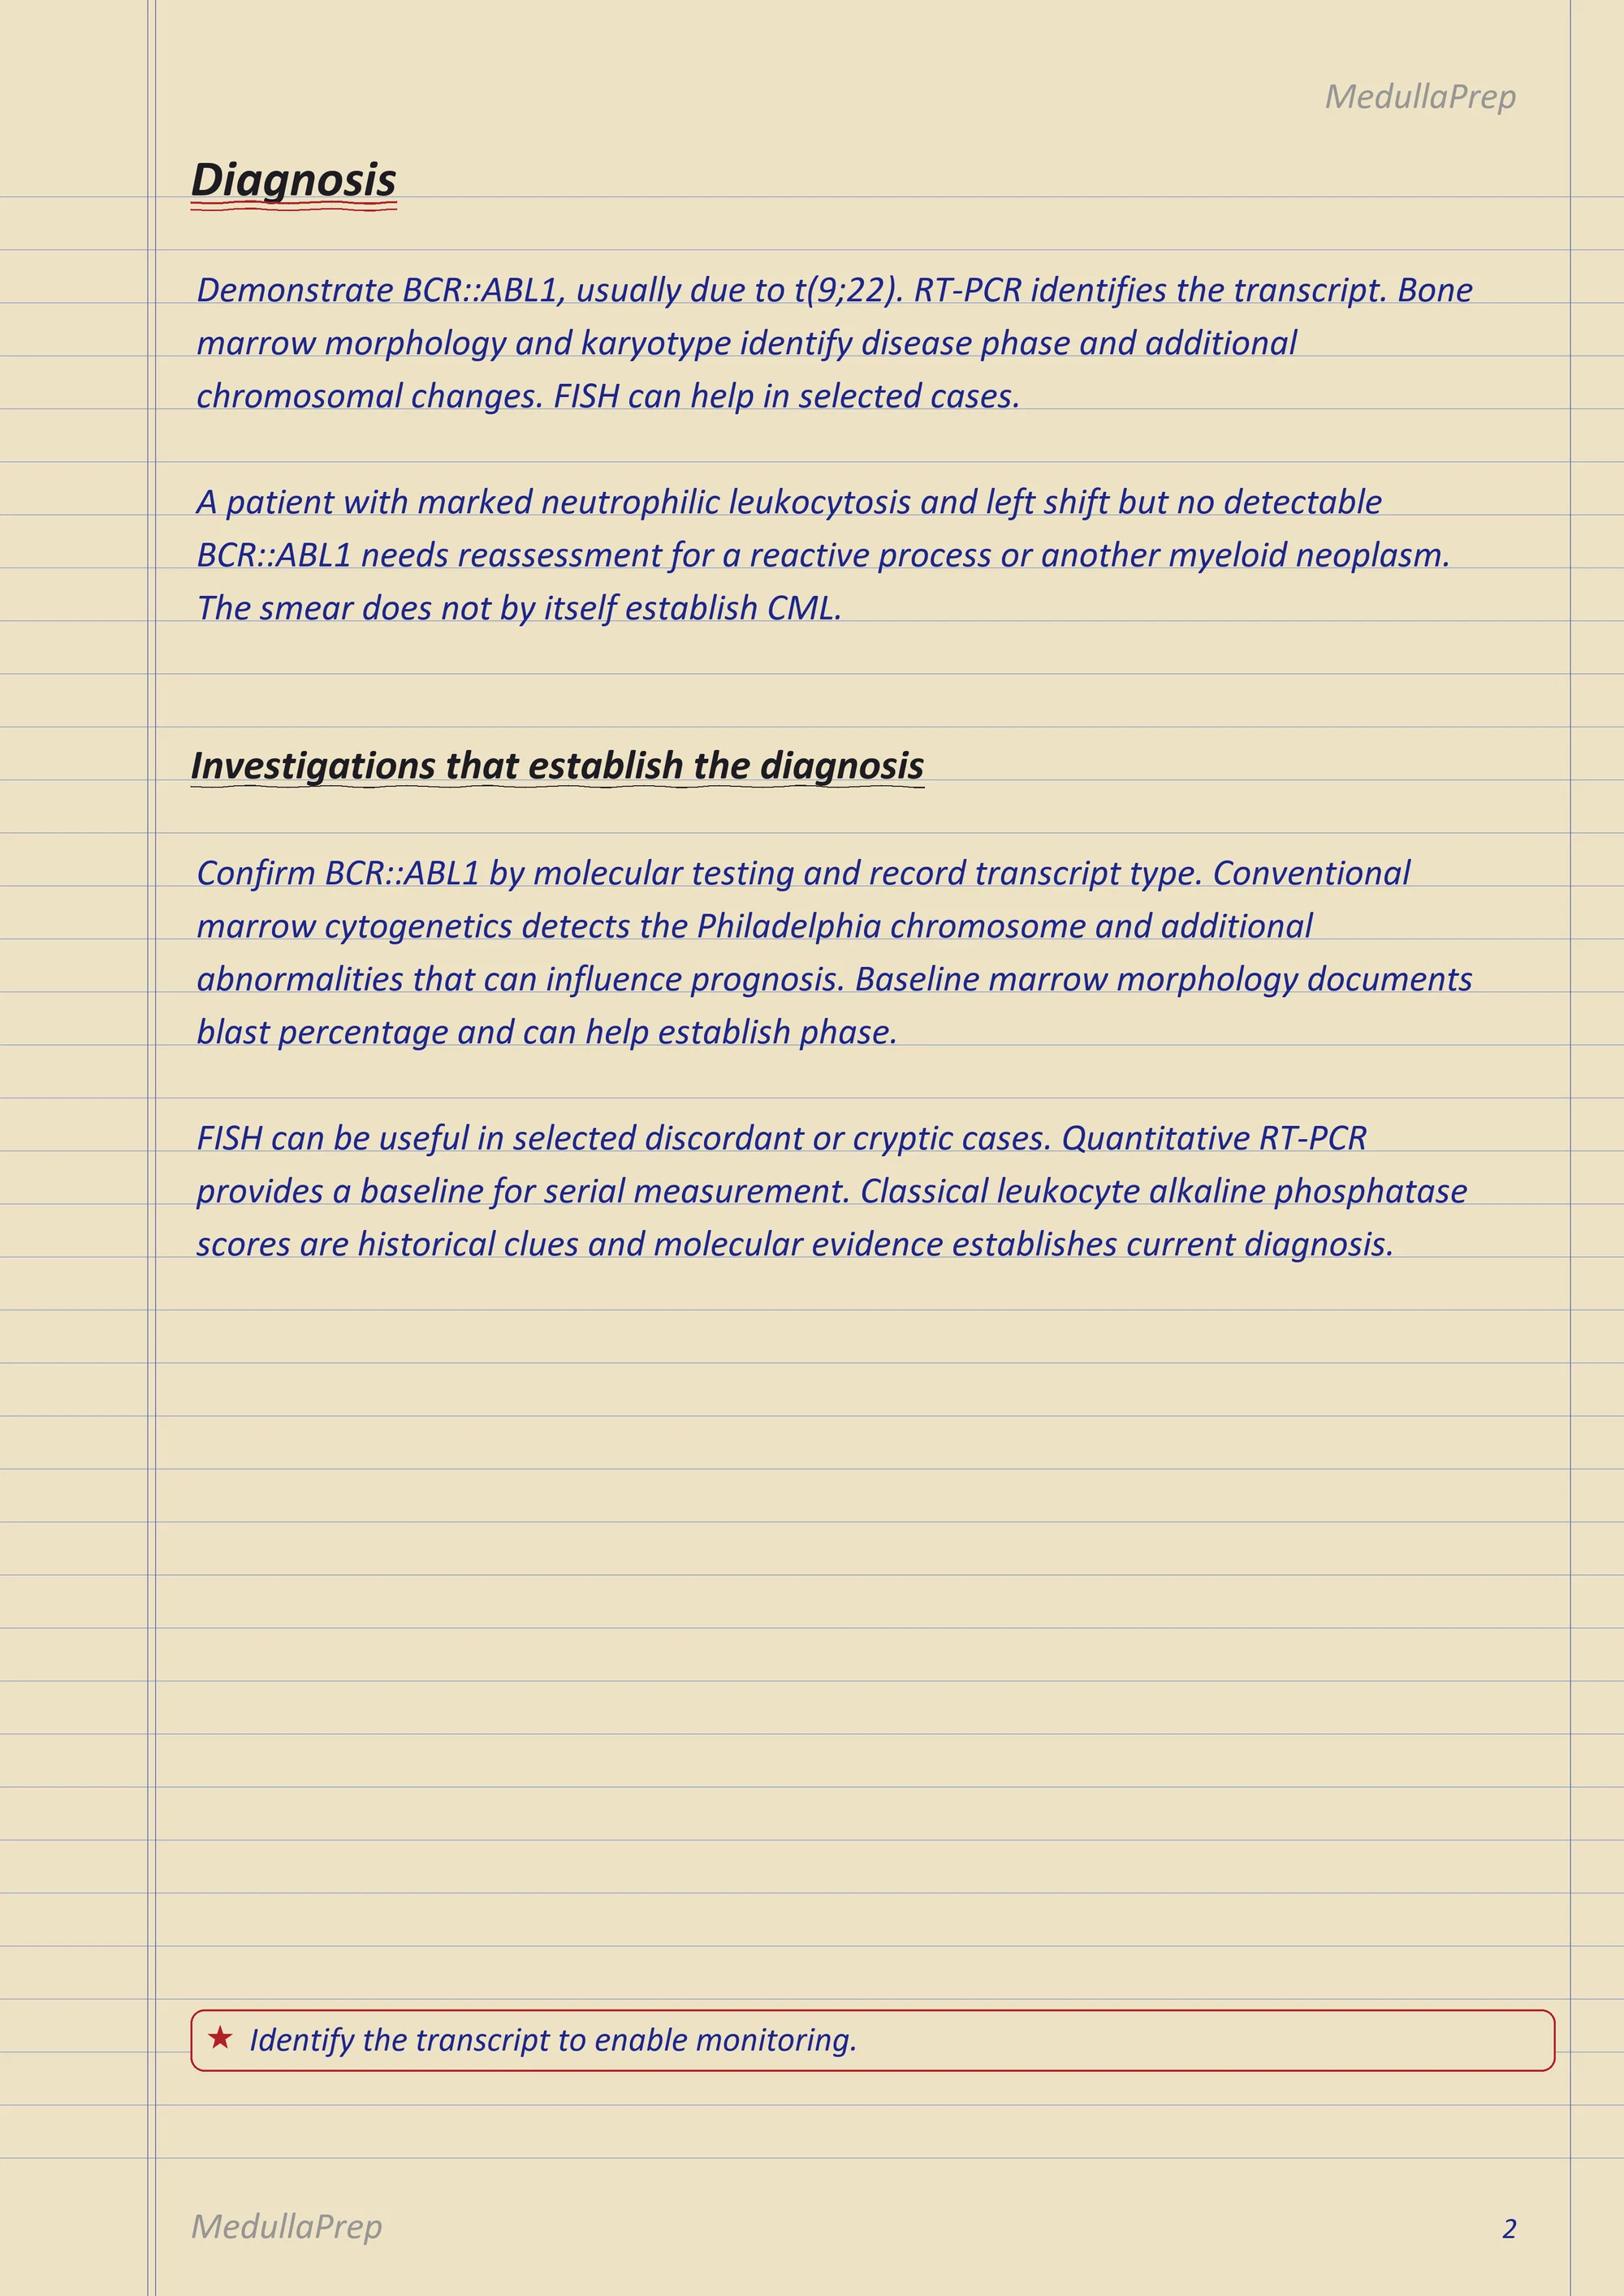 MedullaPrep
Diagnosis
Demonstrate BCR::ABL1, usually due to t(9;22). RT-PCR identifies the transcript. Bone
marrow morphology and karyotype identify disease phase and additional
chromosomal changes. FISH can help in selected cases.
A patient with marked neutrophilic leukocytosis and left shift but no detectable
BCR::ABL1 needs reassessment for a reactive process or another myeloid neoplasm.
The smear does not by itself establish CML.
Investigations that establish the diagnosis
Confirm BCR::ABL1 by molecular testing and record transcript type. Conventional
marrow cytogenetics detects the Philadelphia chromosome and additional
abnormalities that can influence prognosis. Baseline marrow morphology documents
blast percentage and can help establish phase.
FISH can be useful in selected discordant or cryptic cases. Quantitative RT-PCR
provides a baseline for serial measurement. Classical leukocyte alkaline phosphatase
scores are historical clues and molecular evidence establishes current diagnosis.
★ Identify the transcript to enable monitoring.
MedullaPrep
2